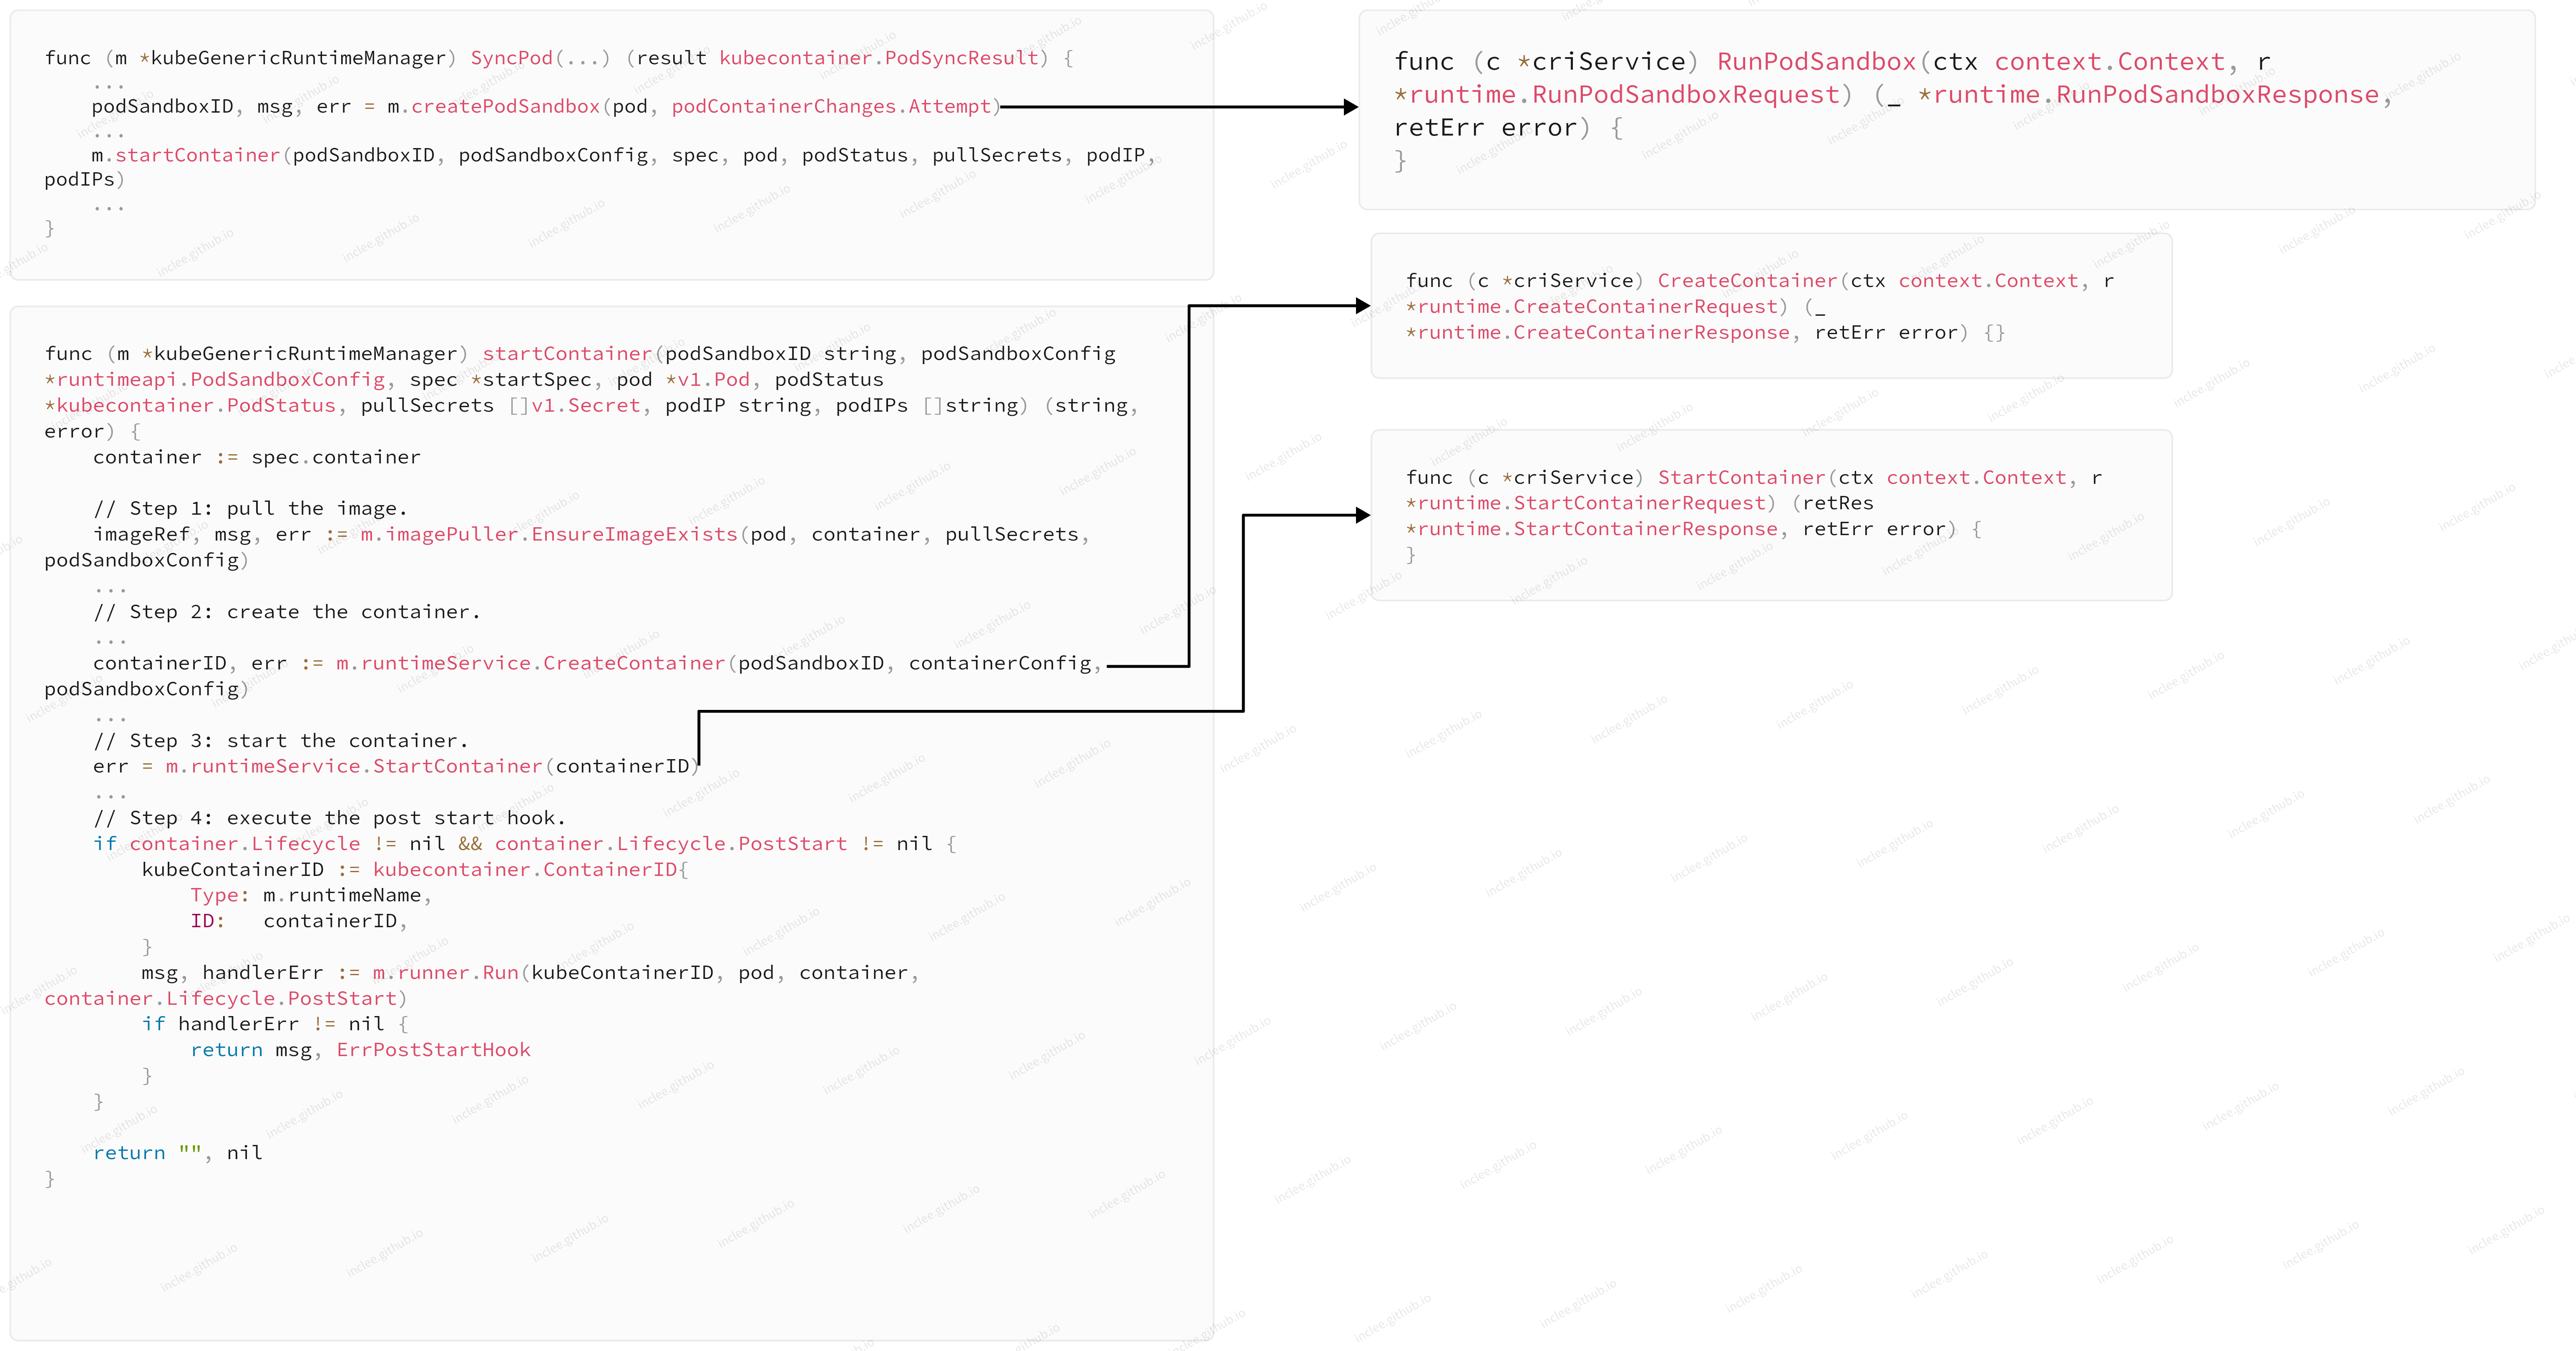 func (m *kubeGenericRuntimeManager) SyncPod(...) (result kubecontainer.PodSyncResult) {
    ...
    podSandboxID, msg, err = m.createPodSandbox(pod, podContainerChanges.Attempt)
    ...
    m.startContainer(podSandboxID, podSandboxConfig, spec, pod, podStatus, pullSecrets, podIP,
podIPs)
    ...
}
func (c *criService) RunPodSandbox(ctx context.Context, r
*runtime.RunPodSandboxRequest) (_ *runtime.RunPodSandboxResponse,
retErr error) {
}
func (c *criService) CreateContainer(ctx context.Context, r
*runtime.CreateContainerRequest) (_
*runtime.CreateContainerResponse, retErr error) {}
func (c *criService) StartContainer(ctx context.Context, r
*runtime.StartContainerRequest) (retRes
*runtime.StartContainerResponse, retErr error) {
}
func (m *kubeGenericRuntimeManager) startContainer(podSandboxID string, podSandboxConfig
*runtimeapi.PodSandboxConfig, spec *startSpec, pod *v1.Pod, podStatus
*kubecontainer.PodStatus, pullSecrets []v1.Secret, podIP string, podIPs []string) (string,
error) {
    container := spec.container
    // Step 1: pull the image.
    imageRef, msg, err := m.imagePuller.EnsureImageExists(pod, container, pullSecrets,
podSandboxConfig)
    ...
    // Step 2: create the container.
    ...
    containerID, err := m.runtimeService.CreateContainer(podSandboxID, containerConfig,
podSandboxConfig)
    ...
    // Step 3: start the container.
    err = m.runtimeService.StartContainer(containerID)
    ...
    // Step 4: execute the post start hook.
    if container.Lifecycle != nil && container.Lifecycle.PostStart != nil {
        kubeContainerID := kubecontainer.ContainerID{
            Type: m.runtimeName,
            ID:   containerID,
        }
        msg, handlerErr := m.runner.Run(kubeContainerID, pod, container,
container.Lifecycle.PostStart)
        if handlerErr != nil {
            return msg, ErrPostStartHook
        }
    }
    return "", nil
}
inclee.github.io